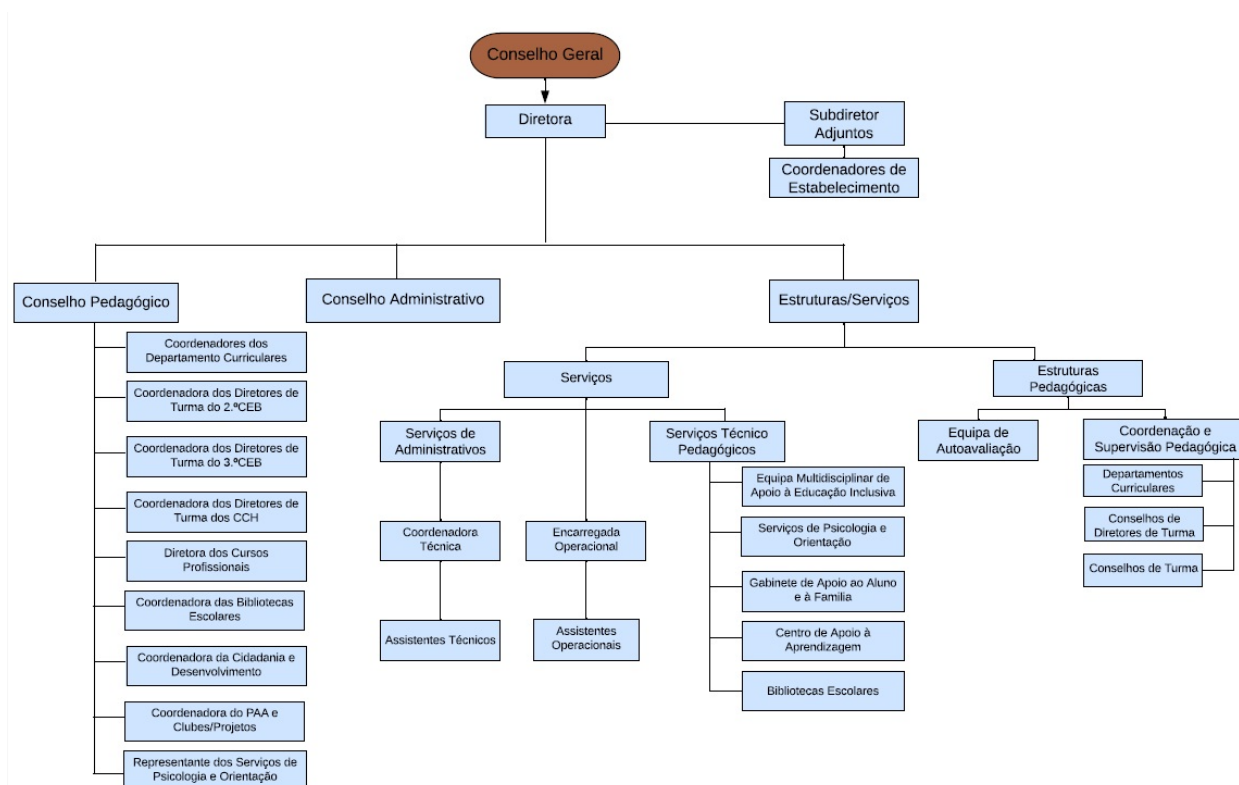 Conselho Geral
Diretora
Subdiretor
Adjuntos
Coordenadores de
Estabelecimento
Conselho Pedagógico
Conselho Administrativo
Estruturas/Serviços
Coordenadores dos
Departamento Curriculares
Coordenadora dos Diretores de
Turma do 2.ºCEB
Coordenadora dos Diretores de
Turma do 3.ºCEB
Coordenadora dos Diretores de
Turma dos CCH
Diretora dos Cursos
Profissionais
Coordenadora das Bibliotecas
Escolares
Coordenadora da Cidadania e
Desenvolvimento
Coordenadora do PAA e
Clubes/Projetos
Representante dos Serviços de
Psicologia e Orientação
Serviços
Serviços de
Administrativos
Coordenadora
Técnica
Assistentes Técnicos
Encarregada
Operacional
Assistentes
Operacionais
Serviços Técnico
Pedagógicos
Equipa Multidisciplinar de
Apoio à Educação Inclusiva
Serviços de Psicologia e
Orientação
Gabinete de Apoio ao Aluno
e à Familia
Centro de Apoio à
Aprendizagem
Bibliotecas Escolares
Estruturas
Pedagógicas
Equipa de
Autoavaliação
Coordenação e
Supervisão Pedagógica
Departamentos
Curriculares
Conselhos de
Diretores de Turma
Conselhos de Turma